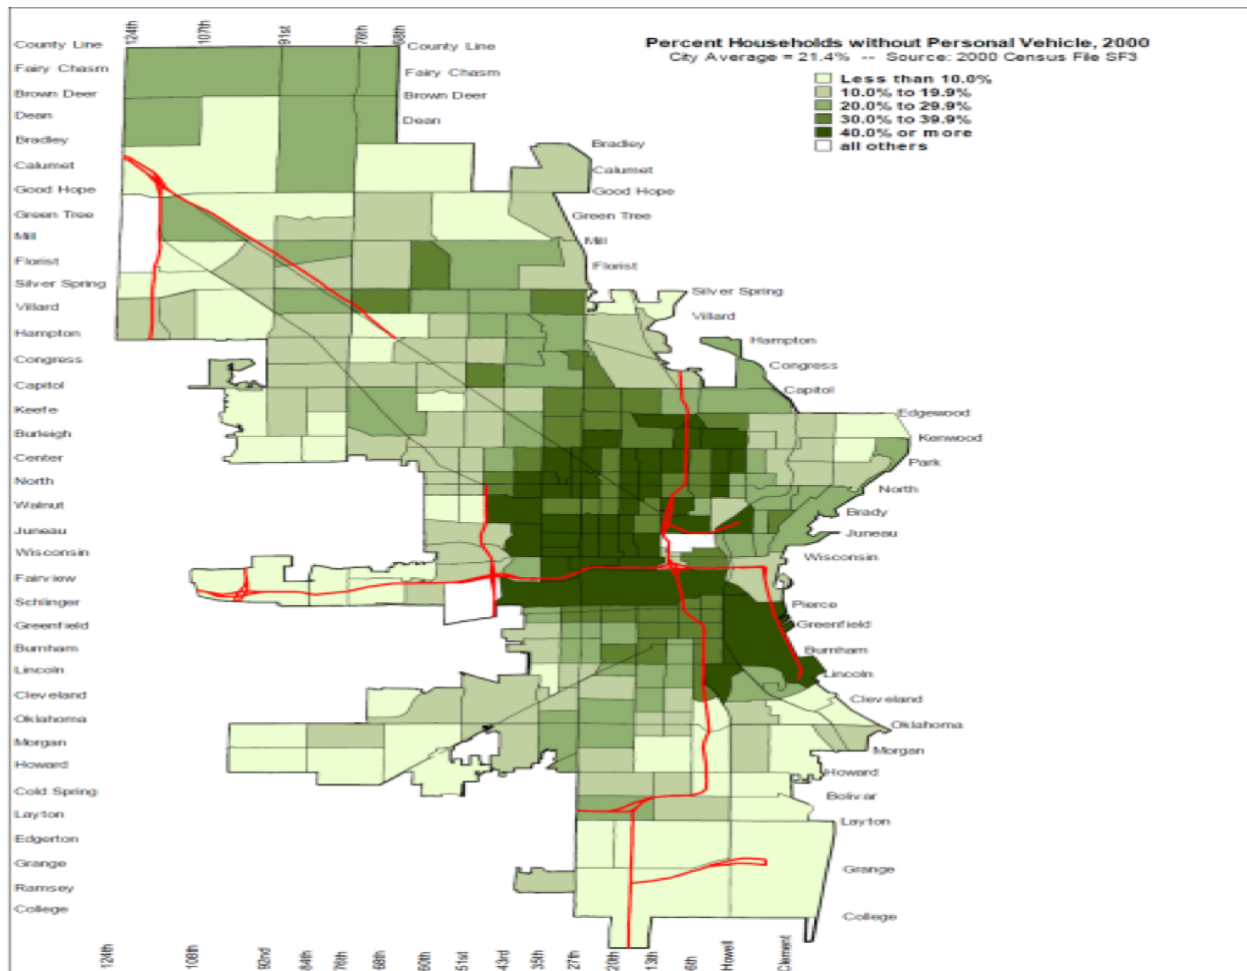 124th
107th
91st
76th
68th
Percent Households without Personal Vehicle, 2000
City Average = 21.4% -- Source: 2000 Census File SF3
Less than 10.0%
10.0% to 19.9%
20.0% to 29.9%
30.0% to 39.9%
40.0% or more
all others
County Line
Fairy Chasm
Brown Deer
Dean
Bradley
Calumet
Good Hope
Green Tree
Mill
Florist
Silver Spring
Villard
Hampton
Congress
Capitol
Keefe
Burleigh
Center
North
Walnut
Juneau
Wisconsin
Fairview
Schlinger
Greenfield
Burnham
Lincoln
Cleveland
Oklahoma
Morgan
Howard
Cold Spring
Layton
Edgerton
Grange
Ramsey
College
County Line
Fairy Chasm
Brown Deer
Dean
Bradley
Calumet
Good Hope
Green Tree
Mill
Florist
Silver Spring
Villard
Hampton
Congress
Capitol
Edgewood
Kenwood
Park
North
Brady
Juneau
Wisconsin
Pierce
Greenfield
Burnham
Lincoln
Cleveland
Oklahoma
Morgan
Howard
Bolivar
Layton
Grange
College
124th
108th
92nd
84th
76th
68th
60th
51st
43rd
35th
27th
20th
13th
6th
Howell
Clement